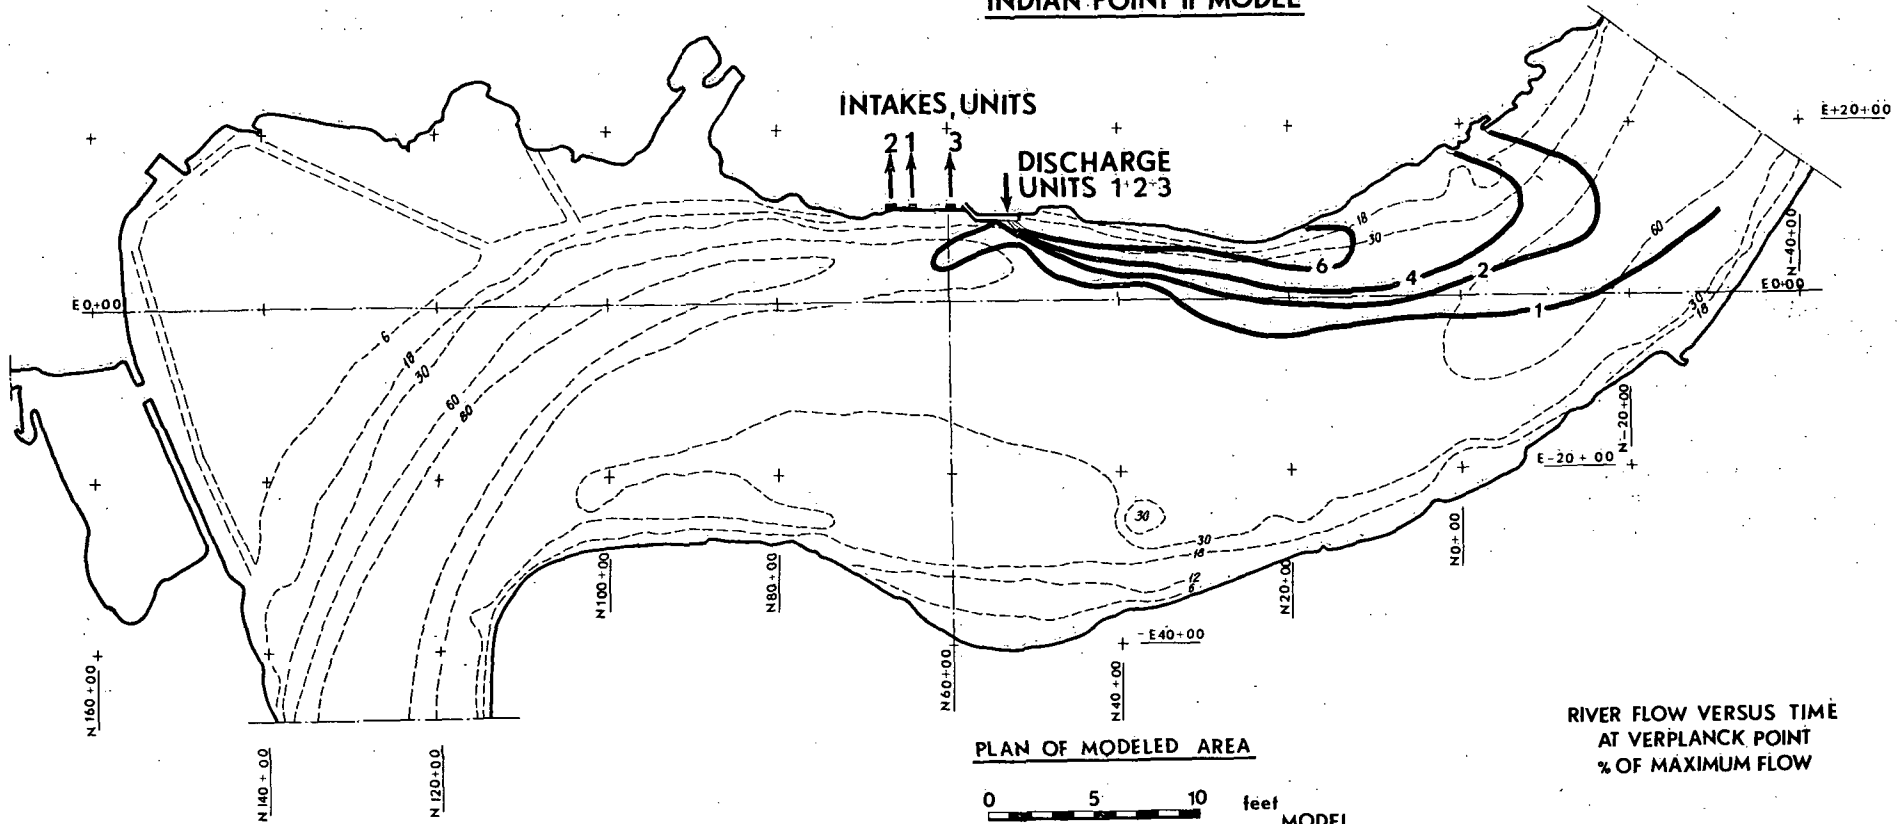 INDIAN POINT II MODEL
INTAKES, UNITS
2 1 3
DISCHARGE
UNITS 1 2 3
E+20+00
18
30
60
N-40+00
6
4
2
E0+00
E0+00
1
30
18
6
18
30
60
80
N-20+00
E-20+00
30
30
18
12
6
N0+00
N100+00
N80+00
N20+00
-E40+00
N160+00
N60+00
N40+00
N140+00
N120+00
RIVER FLOW VERSUS TIME
AT VERPLANCK POINT
% OF MAXIMUM FLOW
PLAN OF MODELED AREA
0 5 10 feet
MODEL